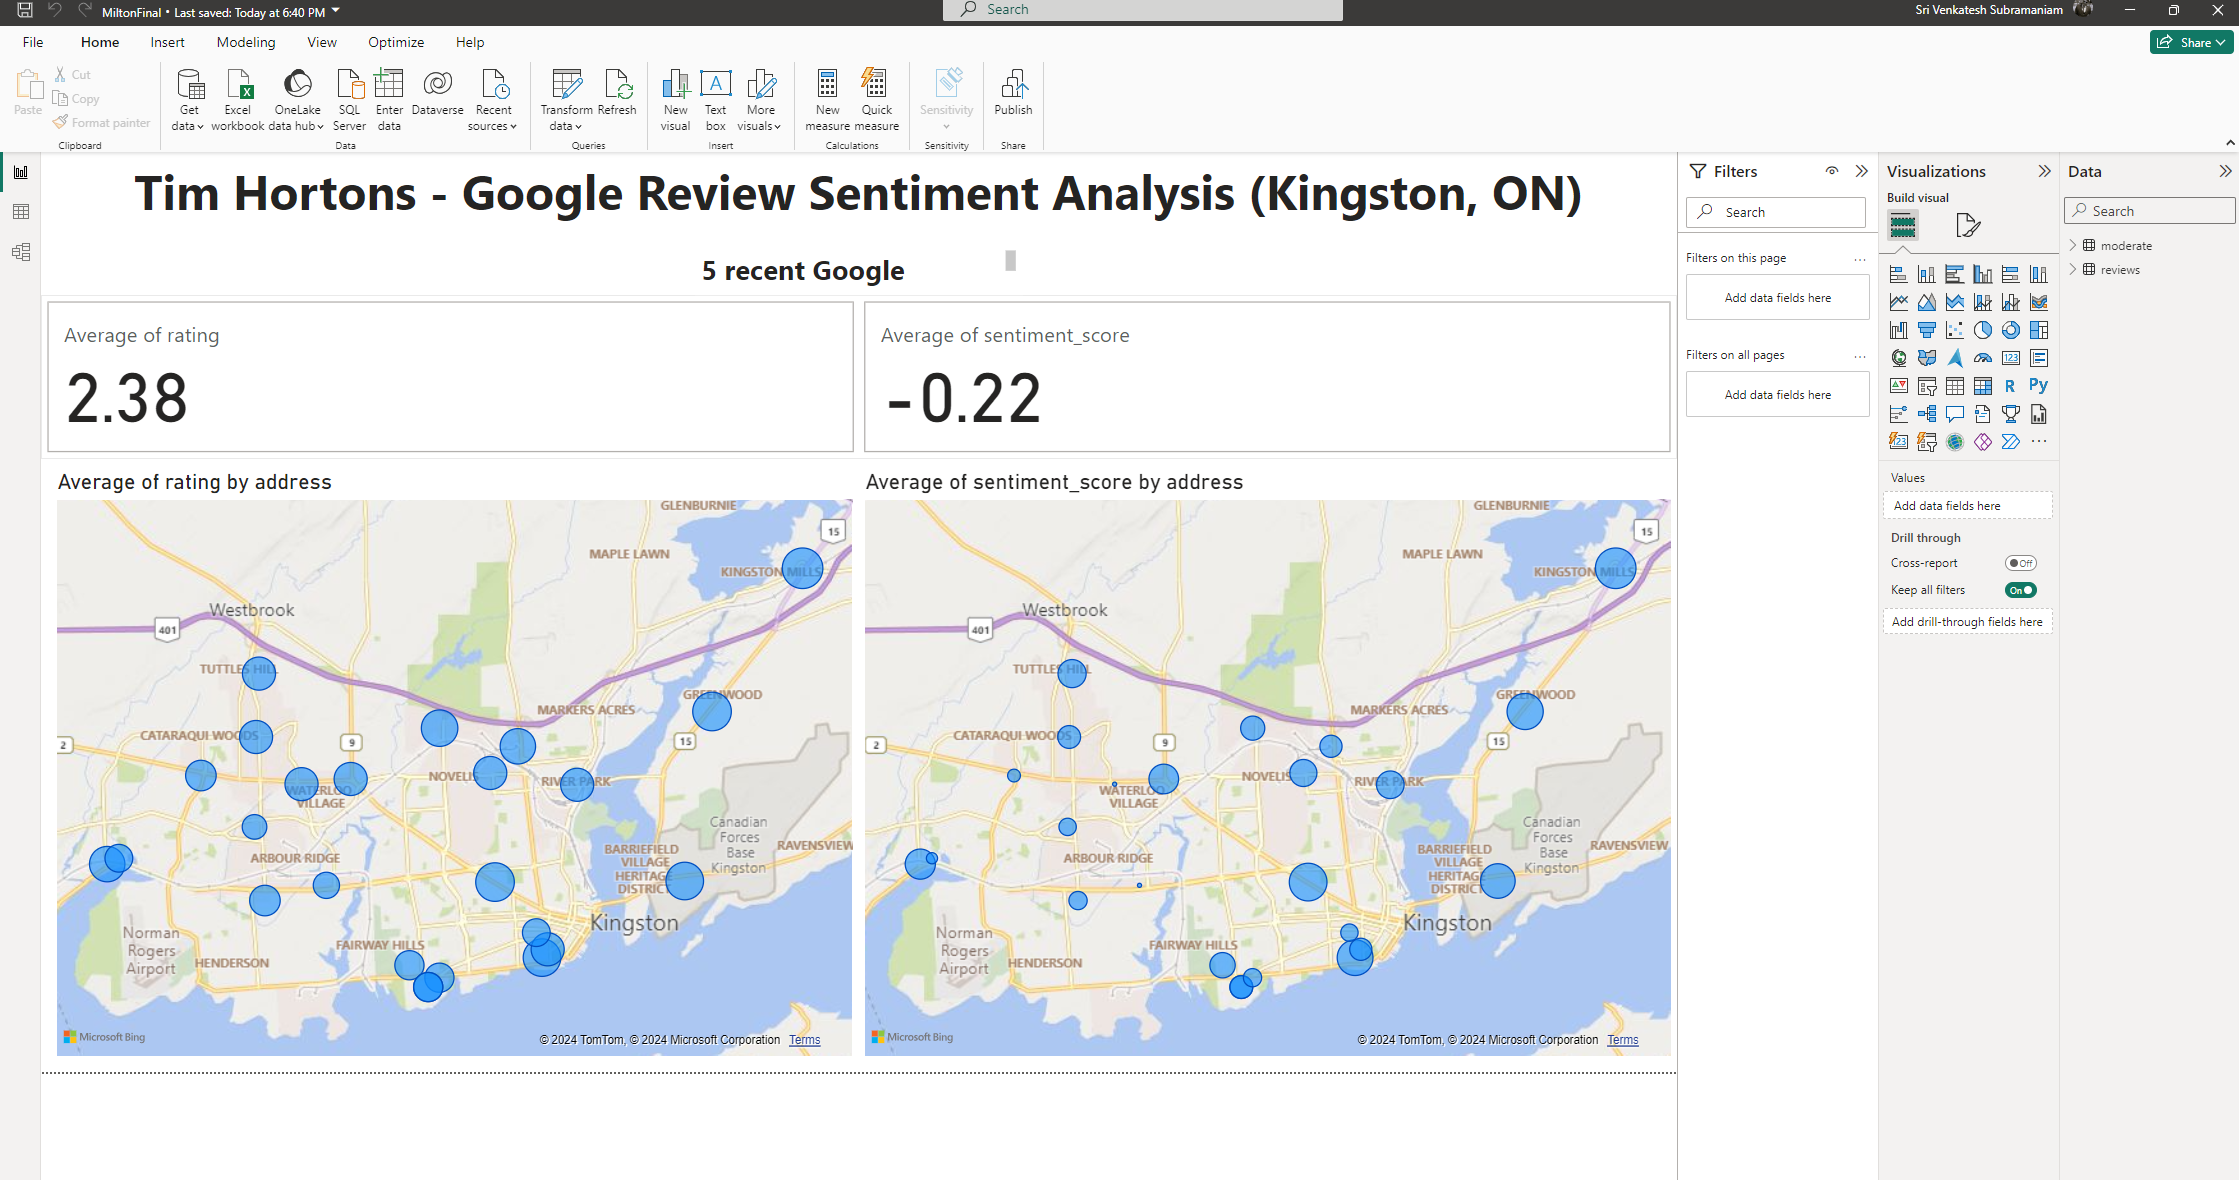 MiltonFinal • Last saved: Today at 6:40 PM
Search
Sri Venkatesh Subramaniam
File Home Insert Modeling View Optimize Help
Share
Paste
Cut
Copy
Format painter
Clipboard
Get data
Excel workbook
OneLake data hub
SQL Server
Enter data
Dataverse
Recent sources
Data
Transform data
Refresh
Queries
New visual
Text box
More visuals
Insert
New measure
Quick measure
Calculations
Sensitivity
Sensitivity
Publish
Share
Tim Hortons - Google Review Sentiment Analysis (Kingston, ON)
5 recent Google
Average of rating
2.38
Average of sentiment_score
-0.22
Average of rating by address
GLENBURNIE
15
MAPLE LAWN
KINGSTON MILLS
Westbrook
401
TUTTLES HILL
GREENWOOD
MARKERS ACRES
CATARAQUI WOODS
2
9
15
NOVELIS
RIVER PARK
WATERLOO
VILLAGE
Canadian
Forces
Base
Kingston
RAVENSVIEW
ARBOUR RIDGE
BARRIEFIELD
VILLAGE
HERITAGE
DISTRICT
Kingston
Norman
Rogers
Airport
FAIRWAY HILLS
HENDERSON
Microsoft Bing
© 2024 TomTom, © 2024 Microsoft Corporation Terms
Average of sentiment_score by address
GLENBURNIE
15
MAPLE LAWN
KINGSTON MILLS
Westbrook
401
TUTTLES HILL
GREENWOOD
MARKERS ACRES
CATARAQUI WOODS
2
9
15
NOVELIS
RIVER PARK
WATERLOO
VILLAGE
Canadian
Forces
Base
Kingston
RAVENSVIEW
ARBOUR RIDGE
BARRIEFIELD
VILLAGE
HERITAGE
DISTRICT
Kingston
Norman
Rogers
Airport
FAIRWAY HILLS
HENDERSON
Microsoft Bing
© 2024 TomTom, © 2024 Microsoft Corporation Terms
Filters
Search
Filters on this page ...
Add data fields here
Filters on all pages ...
Add data fields here
Visualizations
Build visual
123
R
Py
123
...
Values
Add data fields here
Drill through
Cross-report Off
Keep all filters On
Add drill-through fields here
Data
Search
moderate
reviews